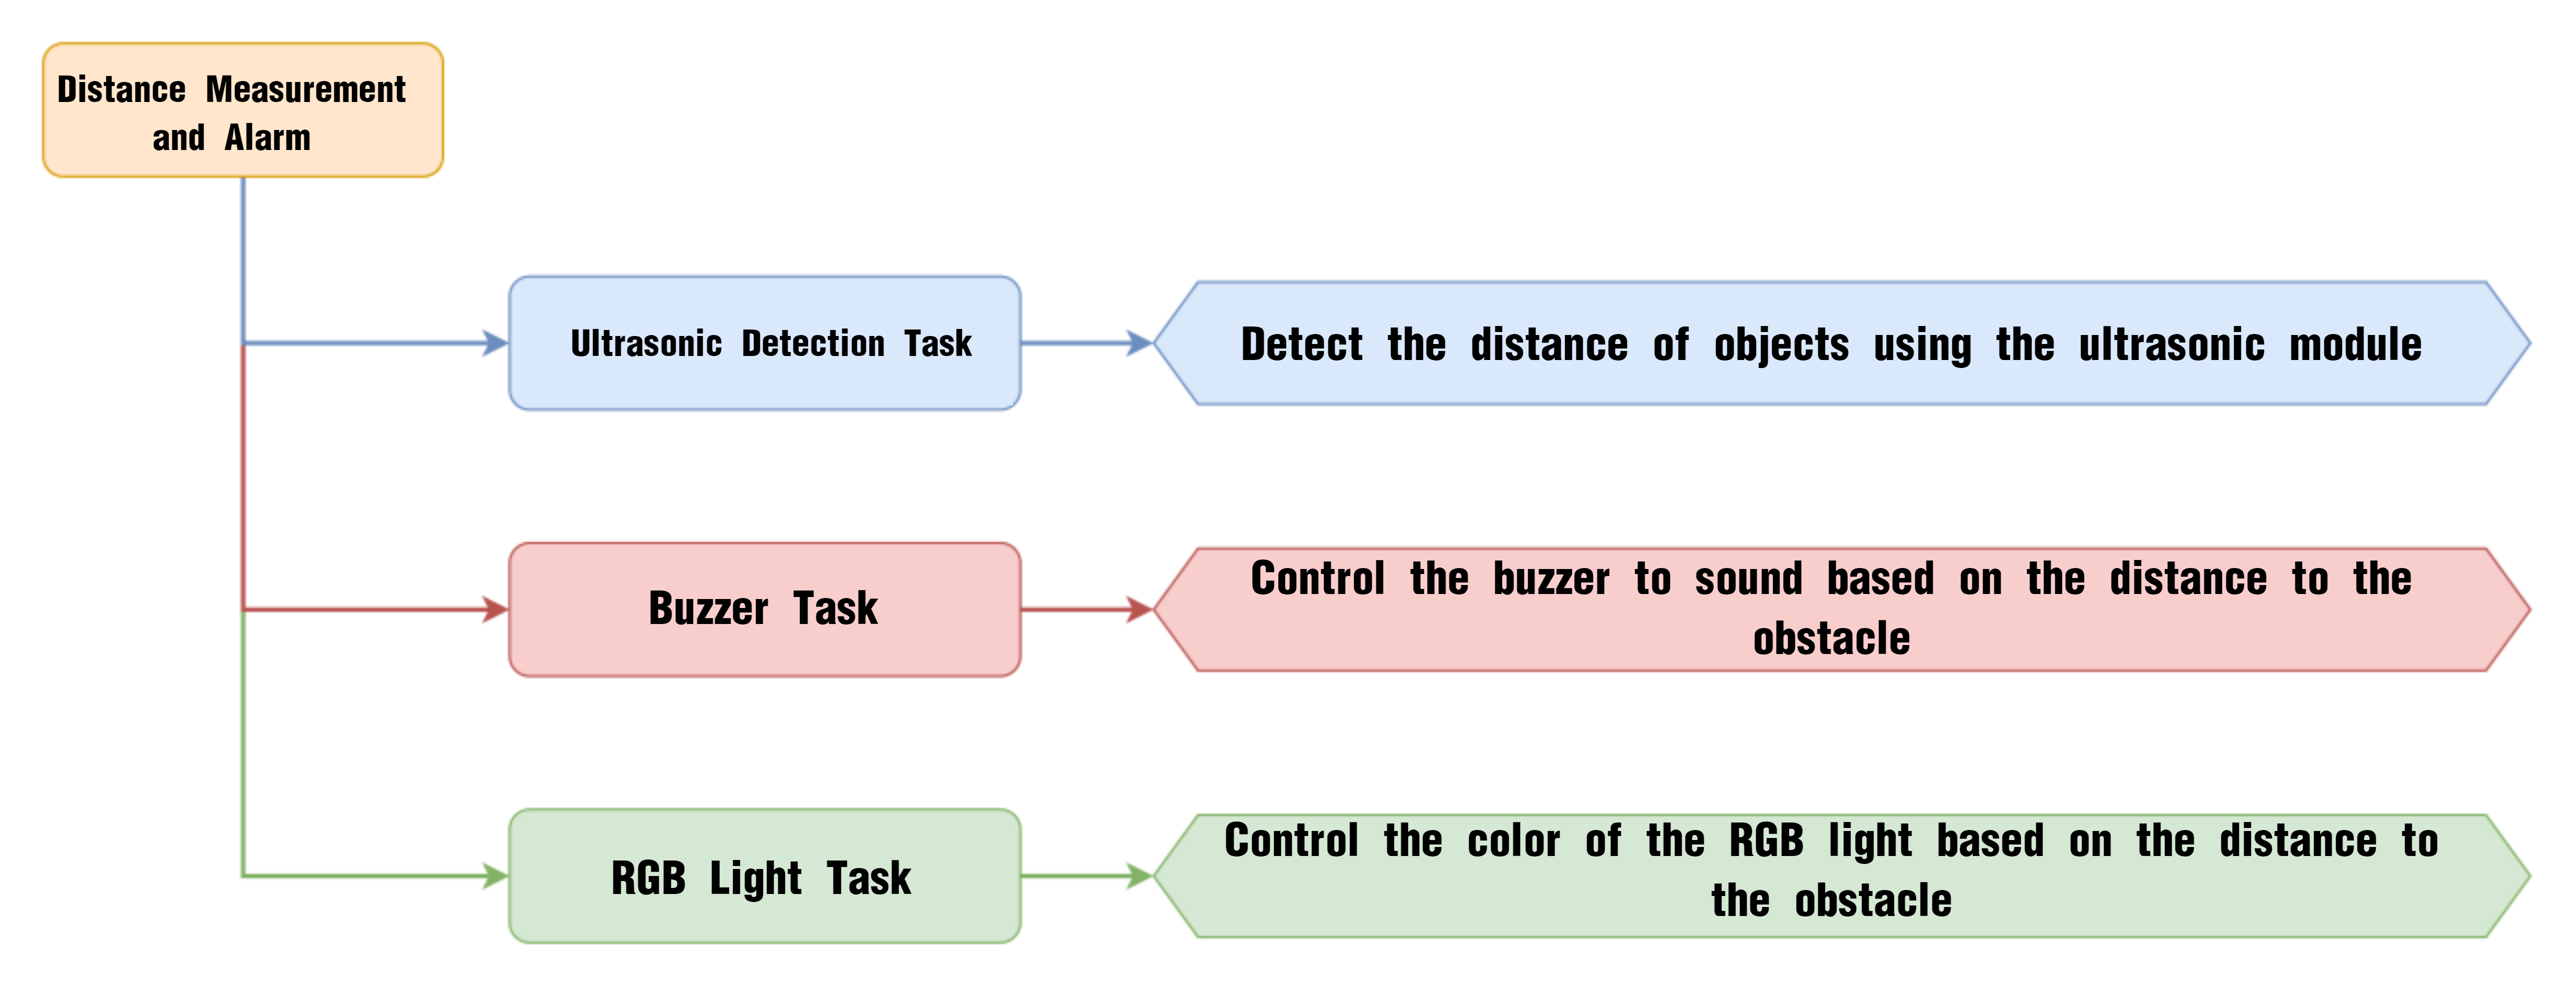 Distance Measurement
and Alarm
Ultrasonic Detection Task
Detect the distance of objects using the ultrasonic module
Buzzer Task
Control the buzzer to sound based on the distance to the
obstacle
RGB Light Task
Control the color of the RGB light based on the distance to
the obstacle